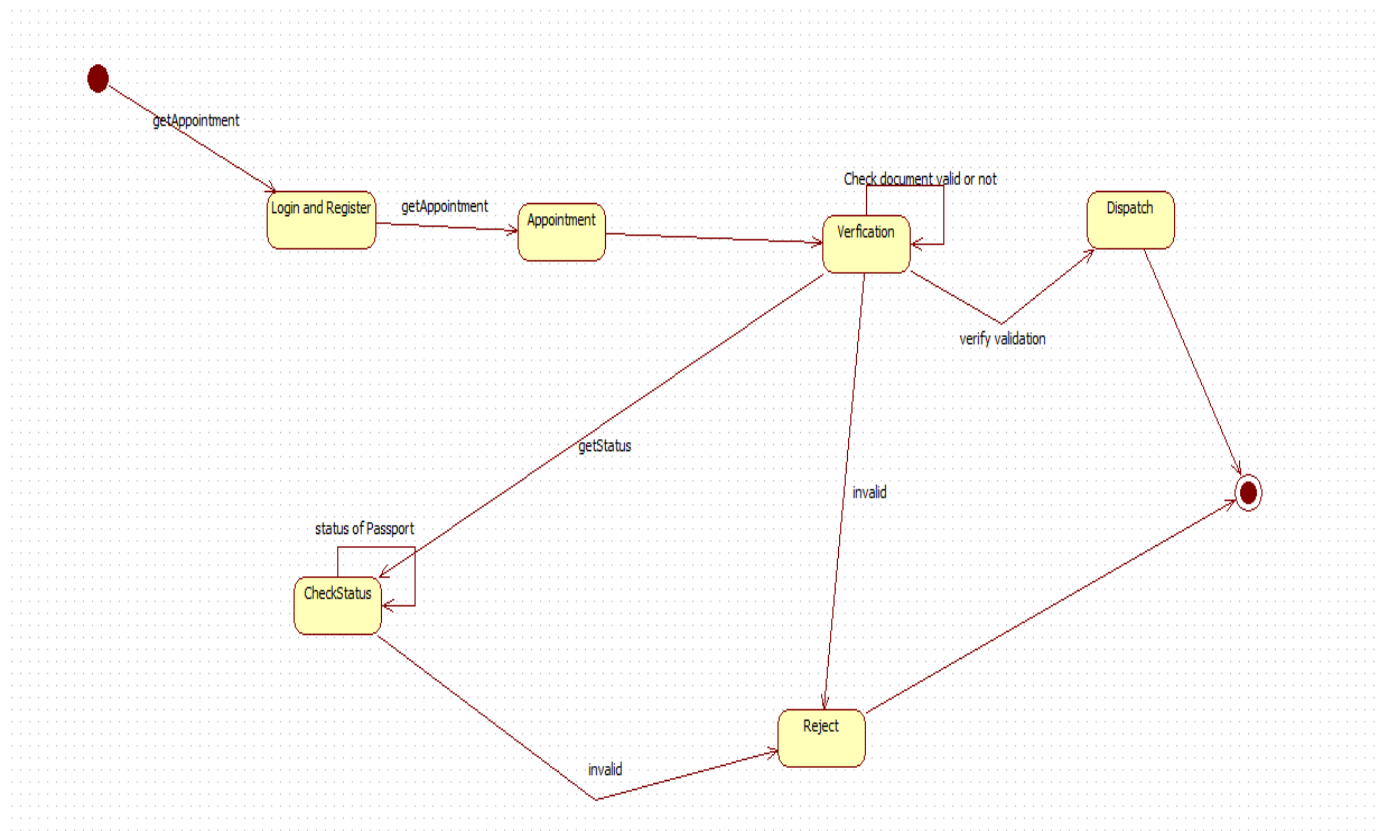 getAppointment
Login and Register
getAppointment
Appointment
Check document valid or not
Verfication
Dispatch
verify validation
getStatus
invalid
status of Passport
CheckStatus
Reject
invalid